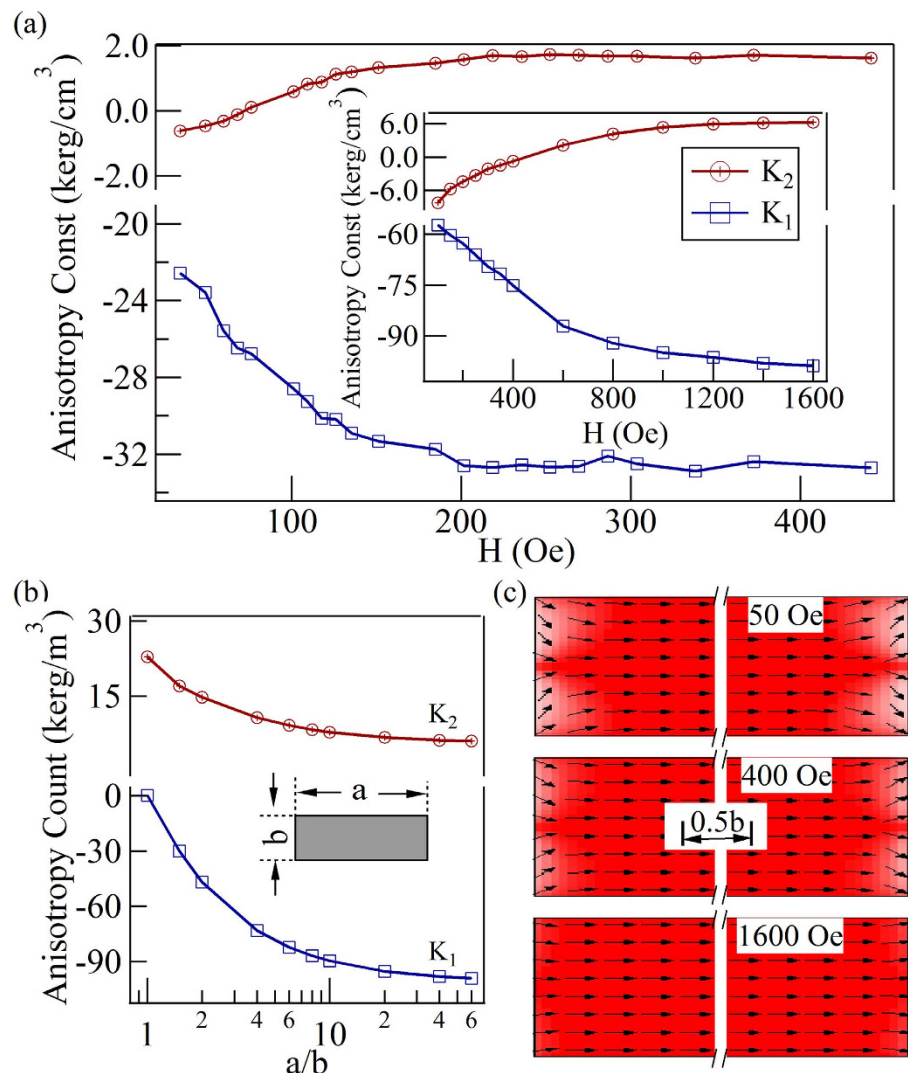 (a)
Anisotropy Const (kerg/cm³)
2.0
0.0
-2.0
-20
-24
-28
-32
100
200
300
400
H (Oe)
Anisotropy Const (kerg/cm³)
6.0
0.0
-6.0
-60
-75
-90
400
800
1200
1600
H (Oe)
K₂
K₁
(b)
Anisotropy Count (kerg/m³)
30
15
0
-30
-60
-90
K₂
K₁
a
b
1
2
4
6
10
2
4
6
a/b
(c)
50 Oe
400 Oe
0.5b
1600 Oe